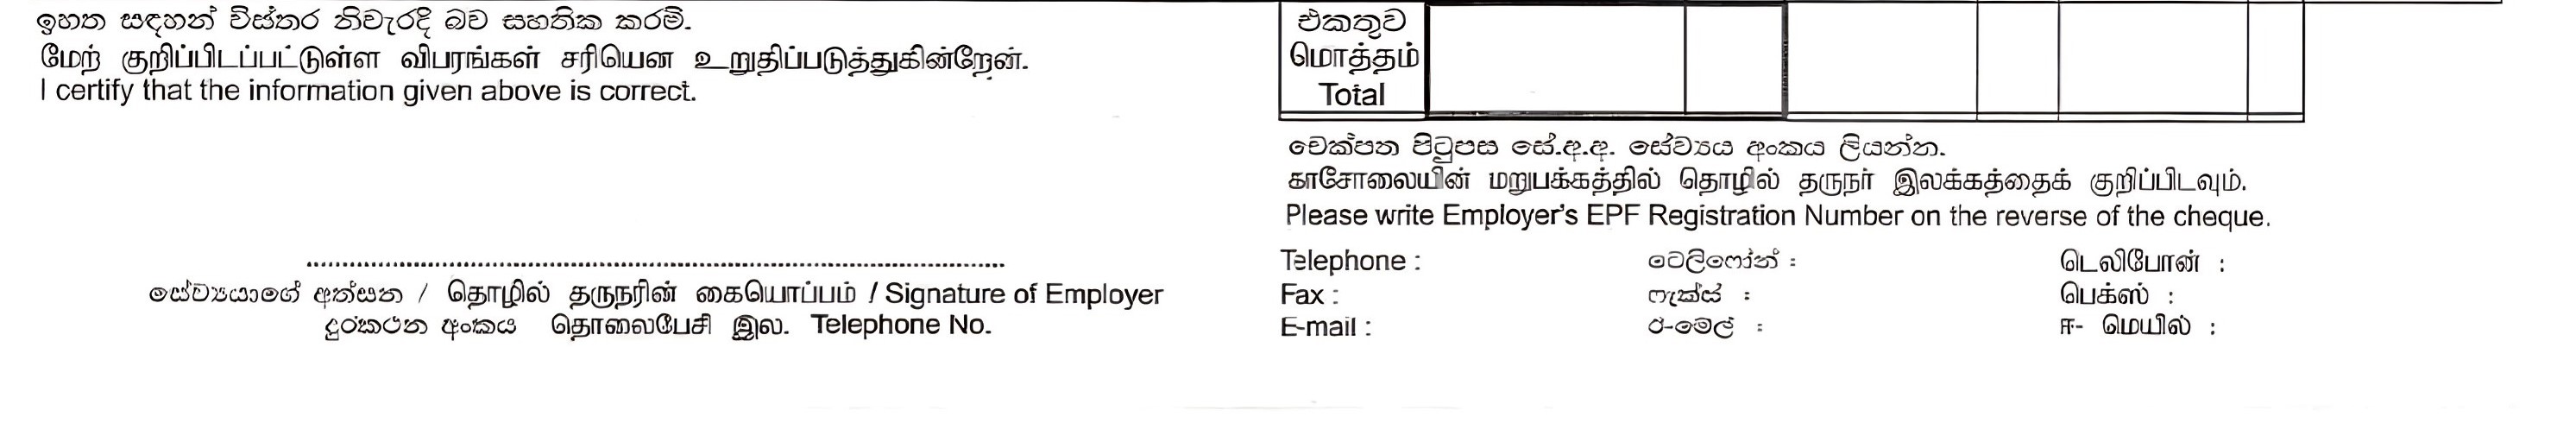 ඉහත සඳහන් විස්තර නිවැරදි බව සහතික කරමි.
மேற் குறிப்பிடப்பட்டுள்ள விபரங்கள் சரியென உறுதிப்படுத்துகின்றேன்.
I certify that the information given above is correct.
එකතුව
மொத்தம்
Total
චෙක්පත පිටුපස සේ.අ.අ. සේව්‍යය අංකය ලියන්න.
காசோலையின் மறுபக்கத்தில் தொழில் தருநர் இலக்கத்தைக் குறிப்பிடவும்.
Please write Employer's EPF Registration Number on the reverse of the cheque.
සේව්‍යයාගේ අත්සන / தொழில் தருநரின் கையொப்பம் / Signature of Employer
දුරකථන අංකය தொலைபேசி இல. Telephone No.
Telephone : ටෙලිෆෝන් : டெலிபோன் :
Fax : ෆැක්ස් : பெக்ஸ் :
E-mail : ඊ-මෙල් : ஈ- மெயில் :